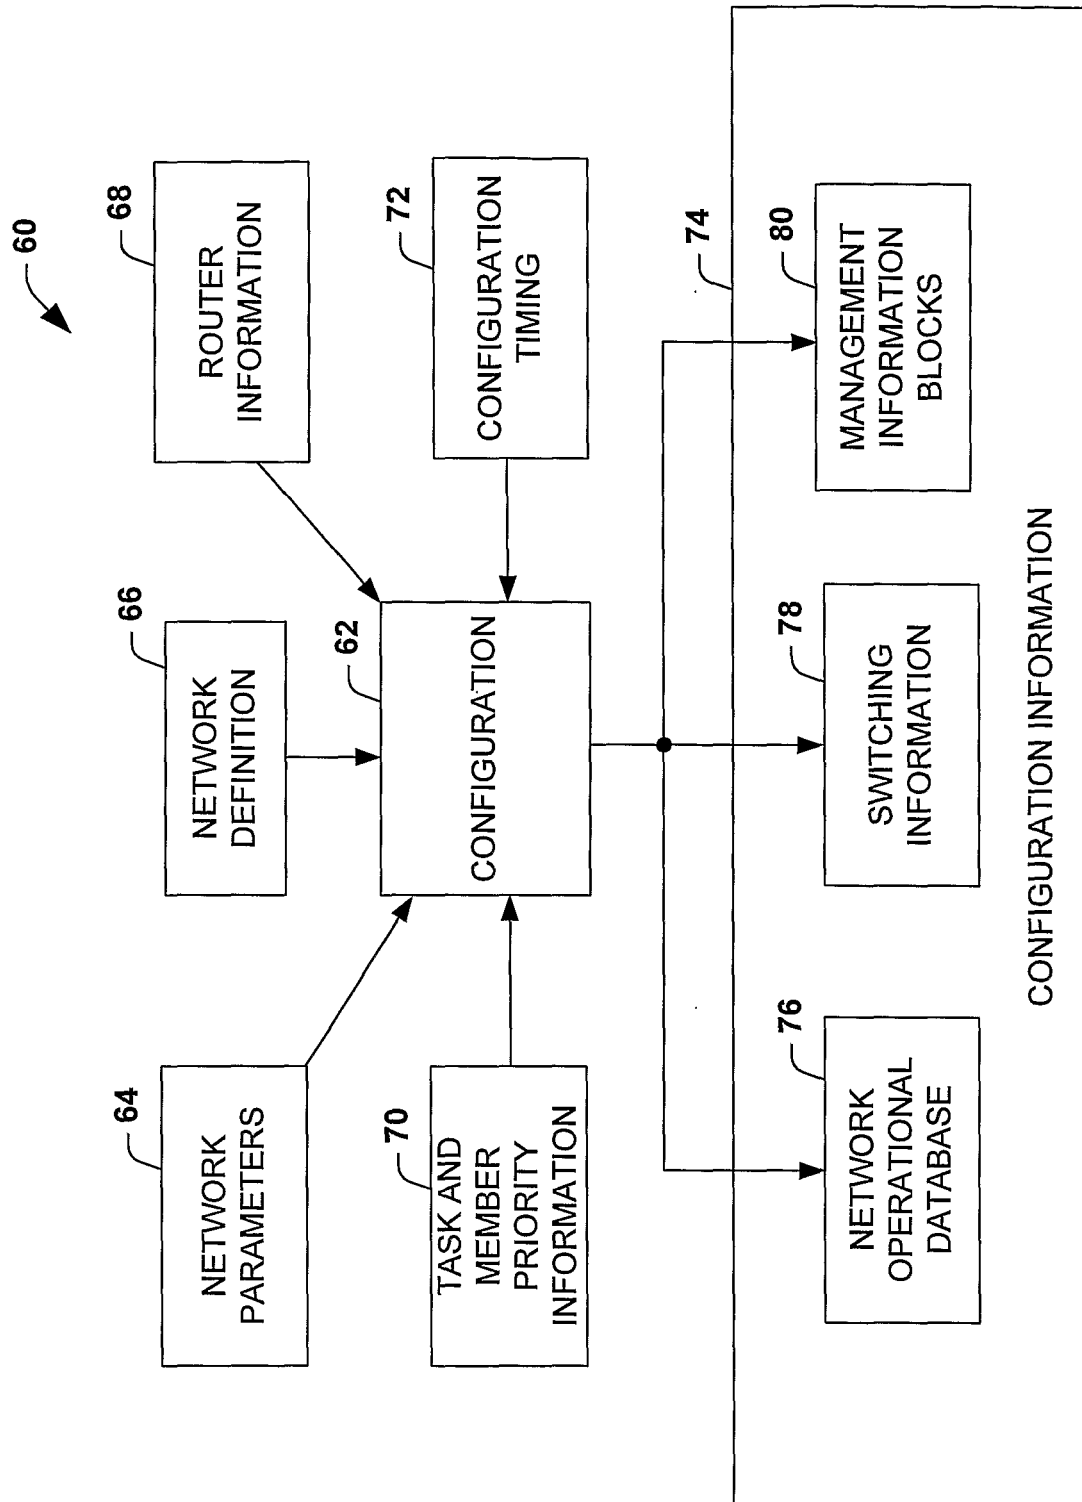 60
64
NETWORK
PARAMETERS
66
NETWORK
DEFINITION
68
ROUTER
INFORMATION
70
TASK AND
MEMBER
PRIORITY
INFORMATION
62
CONFIGURATION
72
CONFIGURATION
TIMING
74
76
NETWORK
OPERATIONAL
DATABASE
78
SWITCHING
INFORMATION
80
MANAGEMENT
INFORMATION
BLOCKS
CONFIGURATION INFORMATION